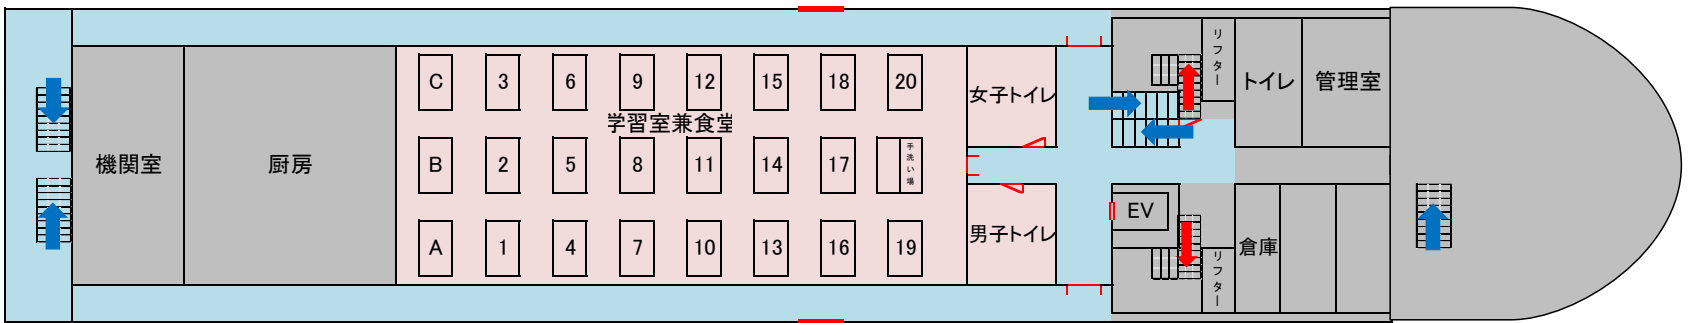 C 3 6 9 12 15 18 20
学習室兼食堂
B 2 5 8 11 14 17
手洗い場
A 1 4 7 10 13 16 19
機関室
厨房
女子トイレ
男子トイレ
リフター
トイレ
管理室
EV
リフター
倉庫